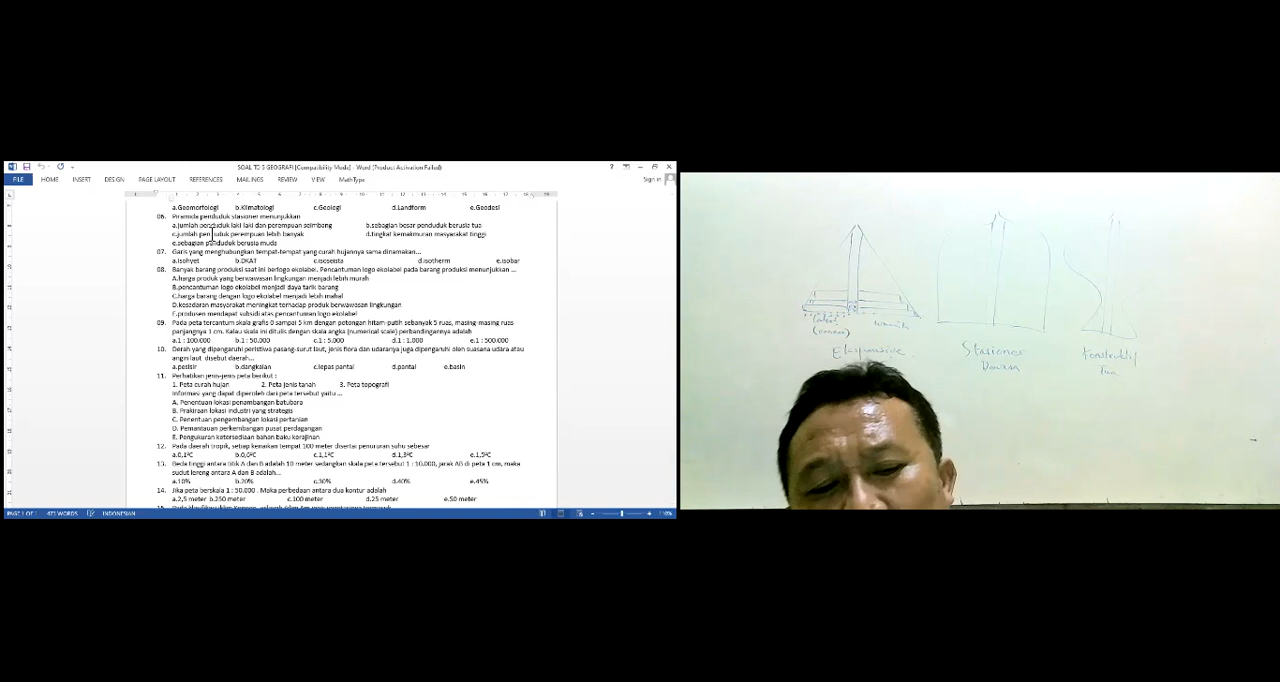 SOAL TO 5 GEOGRAFI [Compatibility Mode] - Word (Product Activation Failed)
FILE HOME INSERT DESIGN PAGE LAYOUT REFERENCES MAILINGS REVIEW VIEW MathType Sign in
a.Geomorfologi b.Klimatologi c.Geologi d.Landform e.Geodesi
06. Piramida penduduk stasioner menunjukkan
a.jumlah penduduk laki laki dan perempuan seimbang b.sebagian besar penduduk berusia tua
c.jumlah penduduk perempuan lebih banyak d.tingkat kemakmuran masyarakat tinggi
e.sebagian penduduk berusia muda
07. Garis yang menghubungkan tempat-tempat yang curah hujannya sama dinamakan...
a.Isohyet b.DKAT c.isoseista d.isotherm e.isobar
08. Banyak barang produksi saat ini berlogo ekolabel. Pencantuman logo ekolabel pada barang produksi menunjukkan ...
A.harga produk yang berwawasan lingkungan menjadi lebih murah
B.pencantuman logo ekolabel menjadi daya tarik barang
C.harga barang dengan logo ekolabel menjadi lebih mahal
D.kesadaran masyarakat meningkat terhadap produk berwawasan lingkungan
E.produsen mendapat subsidi atas pencantuman logo ekolabel
09. Pada peta tercantum skala grafis 0 sampai 5 km dengan potongan hitam-putih sebanyak 5 ruas, masing-masing ruas
panjangnya 1 cm. Kalau skala ini ditulis dengan skala angka (numerical scale) perbandingannya adalah
a.1 : 100.000 b.1 : 50.000 c.1 : 5.000 d.1 : 1.000 e.1 : 500.000
10. Derah yang dipengaruhi peristiwa pasang-surut laut, jenis flora dan udaranya juga dipengaruhi oleh suasana udara atau
angin laut disebut daerah...
a.pesisir b.dangkalan c.lepas pantai d.pantai e.basin
11. Perhatikan jenis-jenis peta berikut :
1. Peta curah hujan 2. Peta jenis tanah 3. Peta topografi
Informasi yang dapat diperoleh dari peta tersebut yaitu ...
A. Penentuan lokasi penambangan batubara
B. Prakiraan lokasi industri yang strategis
C. Penentuan pengembangan lokasi pertanian
D. Pemantauan perkembangan pusat perdagangan
E. Pengukuran ketersediaan bahan baku kerajinan
12. Pada daerah tropik, setiap kenaikan tempat 100 meter disertai penurunan suhu sebesar
a.0,1ºC b.0,6ºC c.1,1ºC d.1,3ºC e.1,5ºC
13. Beda tinggi antara titik A dan B adalah 10 meter sedangkan skala peta tersebut 1 : 10.000, jarak AB di peta 1 cm, maka
sudut lereng antara A dan B adalah...
a.10% b.20% c.30% d.40% e.45%
14. Jika peta berskala 1 : 50.000 . Maka perbedaan antara dua kontur adalah
a.2,5 meter b.250 meter c.100 meter d.25 meter e.50 meter
PAGE 1 OF 471 WORDS INDONESIAN
wanita
Ekspansive Stasioner Konstruktif
Dewasa Tua